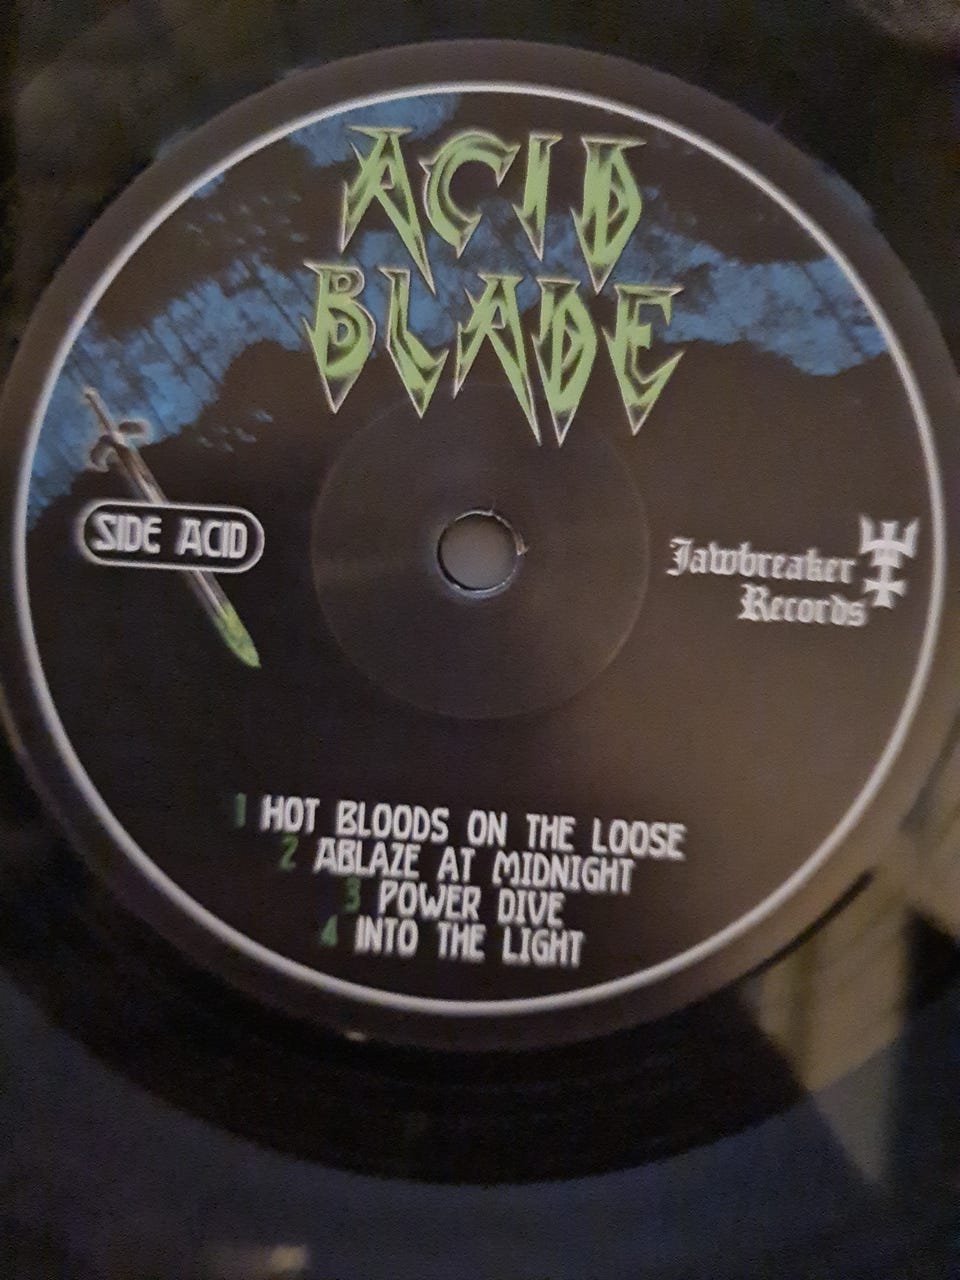 ACID
BLADE
SIDE ACID
Jawbreaker
Records
1 HOT BLOODS ON THE LOOSE
2 ABLAZE AT MIDNIGHT
3 POWER DIVE
4 INTO THE LIGHT